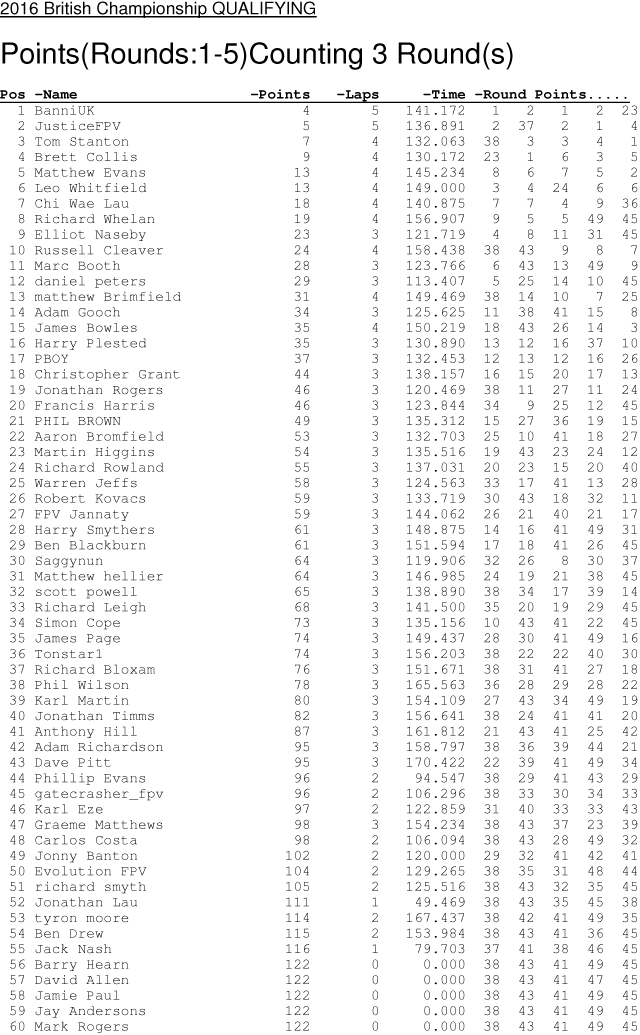 2016 British Championship QUALIFYING
Points(Rounds:1-5)Counting 3 Round(s)
Pos -Name -Points -Laps -Time -Round Points.....
1 BanniUK 4 5 141.172 1 2 1 2 23
2 JusticeFPV 5 5 136.891 2 37 2 1 4
3 Tom Stanton 7 4 132.063 38 3 3 4 1
4 Brett Collis 9 4 130.172 23 1 6 3 5
5 Matthew Evans 13 4 145.234 8 6 7 5 2
6 Leo Whitfield 13 4 149.000 3 4 24 6 6
7 Chi Wae Lau 18 4 140.875 7 7 4 9 36
8 Richard Whelan 19 4 156.907 9 5 5 49 45
9 Elliot Naseby 23 3 121.719 4 8 11 31 45
10 Russell Cleaver 24 4 158.438 38 43 9 8 7
11 Marc Booth 28 3 123.766 6 43 13 49 9
12 daniel peters 29 3 113.407 5 25 14 10 45
13 matthew Brimfield 31 4 149.469 38 14 10 7 25
14 Adam Gooch 34 3 125.625 11 38 41 15 8
15 James Bowles 35 4 150.219 18 43 26 14 3
16 Harry Plested 35 3 130.890 13 12 16 37 10
17 PBOY 37 3 132.453 12 13 12 16 26
18 Christopher Grant 44 3 138.157 16 15 20 17 13
19 Jonathan Rogers 46 3 120.469 38 11 27 11 24
20 Francis Harris 46 3 123.844 34 9 25 12 45
21 PHIL BROWN 49 3 135.312 15 27 36 19 15
22 Aaron Bromfield 53 3 132.703 25 10 41 18 27
23 Martin Higgins 54 3 135.516 19 43 23 24 12
24 Richard Rowland 55 3 137.031 20 23 15 20 40
25 Warren Jeffs 58 3 124.563 33 17 41 13 28
26 Robert Kovacs 59 3 133.719 30 43 18 32 11
27 FPV Jannaty 59 3 144.062 26 21 40 21 17
28 Harry Smythers 61 3 148.875 14 16 41 49 31
29 Ben Blackburn 61 3 151.594 17 18 41 26 45
30 Saggynun 64 3 119.906 32 26 8 30 37
31 Matthew hellier 64 3 146.985 24 19 21 38 45
32 scott powell 65 3 138.890 38 34 17 39 14
33 Richard Leigh 68 3 141.500 35 20 19 29 45
34 Simon Cope 73 3 135.156 10 43 41 22 45
35 James Page 74 3 149.437 28 30 41 49 16
36 Tonstar1 74 3 156.203 38 22 22 40 30
37 Richard Bloxam 76 3 151.671 38 31 41 27 18
38 Phil Wilson 78 3 165.563 36 28 29 28 22
39 Karl Martin 80 3 154.109 27 43 34 49 19
40 Jonathan Timms 82 3 156.641 38 24 41 41 20
41 Anthony Hill 87 3 161.812 21 43 41 25 42
42 Adam Richardson 95 3 158.797 38 36 39 44 21
43 Dave Pitt 95 3 170.422 22 39 41 49 34
44 Phillip Evans 96 2 94.547 38 29 41 43 29
45 gatecrasher_fpv 96 2 106.296 38 33 30 34 33
46 Karl Eze 97 2 122.859 31 40 33 33 43
47 Graeme Matthews 98 3 154.234 38 43 37 23 39
48 Carlos Costa 98 2 106.094 38 43 28 49 32
49 Jonny Banton 102 2 120.000 29 32 41 42 41
50 Evolution FPV 104 2 129.265 38 35 31 48 44
51 richard smyth 105 2 125.516 38 43 32 35 45
52 Jonathan Lau 111 1 49.469 38 43 35 45 38
53 tyron moore 114 2 167.437 38 42 41 49 35
54 Ben Drew 115 2 153.984 38 43 41 36 45
55 Jack Nash 116 1 79.703 37 41 38 46 45
56 Barry Hearn 122 0 0.000 38 43 41 49 45
57 David Allen 122 0 0.000 38 43 41 47 45
58 Jamie Paul 122 0 0.000 38 43 41 49 45
59 Jay Andersons 122 0 0.000 38 43 41 49 45
60 Mark Rogers 122 0 0.000 38 43 41 49 45